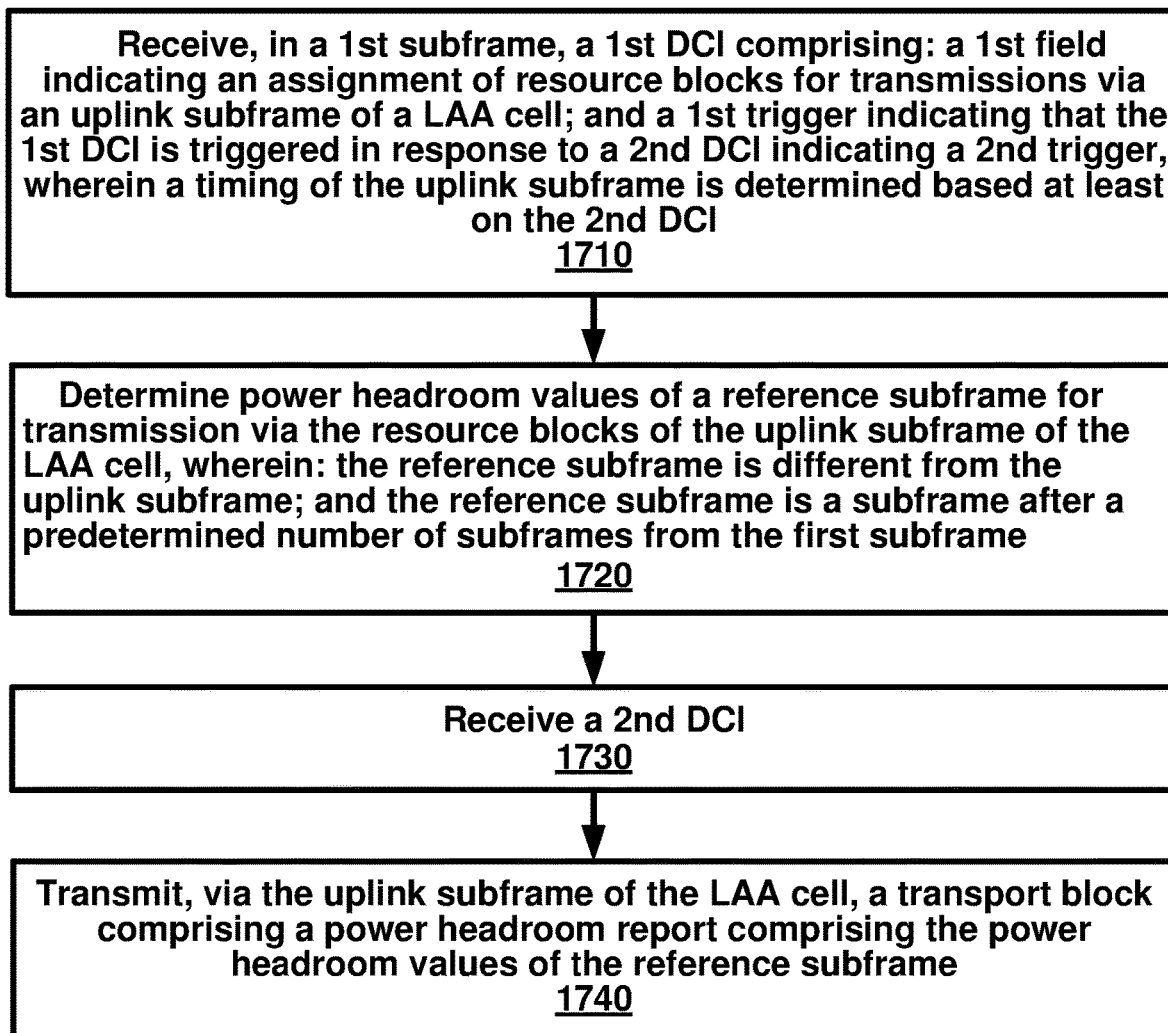 Receive, in a 1st subframe, a 1st DCI comprising: a 1st field
indicating an assignment of resource blocks for transmissions via
an uplink subframe of a LAA cell; and a 1st trigger indicating that the
1st DCI is triggered in response to a 2nd DCI indicating a 2nd trigger,
wherein a timing of the uplink subframe is determined based at least
on the 2nd DCI
1710
Determine power headroom values of a reference subframe for
transmission via the resource blocks of the uplink subframe of the
LAA cell, wherein: the reference subframe is different from the
uplink subframe; and the reference subframe is a subframe after a
predetermined number of subframes from the first subframe
1720
Receive a 2nd DCI
1730
Transmit, via the uplink subframe of the LAA cell, a transport block
comprising a power headroom report comprising the power
headroom values of the reference subframe
1740